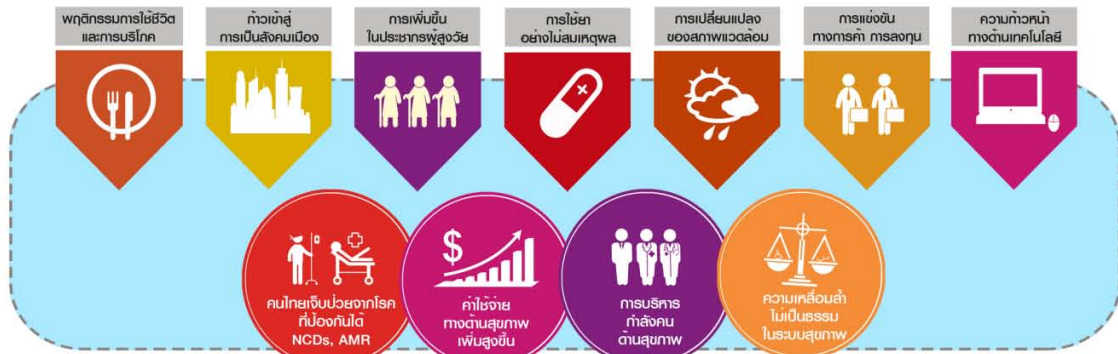 พฤติกรรมการใช้ชีวิต
และการบริโภค
ก้าวเข้าสู่
การเป็นสังคมเมือง
การเพิ่มขึ้น
ในประชากรผู้สูงวัย
การใช้ยา
อย่างไม่สมเหตุผล
การเปลี่ยนแปลง
ของสภาพแวดล้อม
การแข่งขัน
ทางการค้า การลงทุน
ความก้าวหน้า
ทางด้านเทคโนโลยี
คนไทยเจ็บป่วยจากโรค
ที่ป้องกันได้
NCDs, AMR
$
ค่าใช้จ่าย
ทางด้านสุขภาพ
เพิ่มสูงขึ้น
การบริหาร
กำลังคน
ด้านสุขภาพ
ความเหลื่อมล้ำ
ไม่เป็นธรรม
ในระบบสุขภาพ